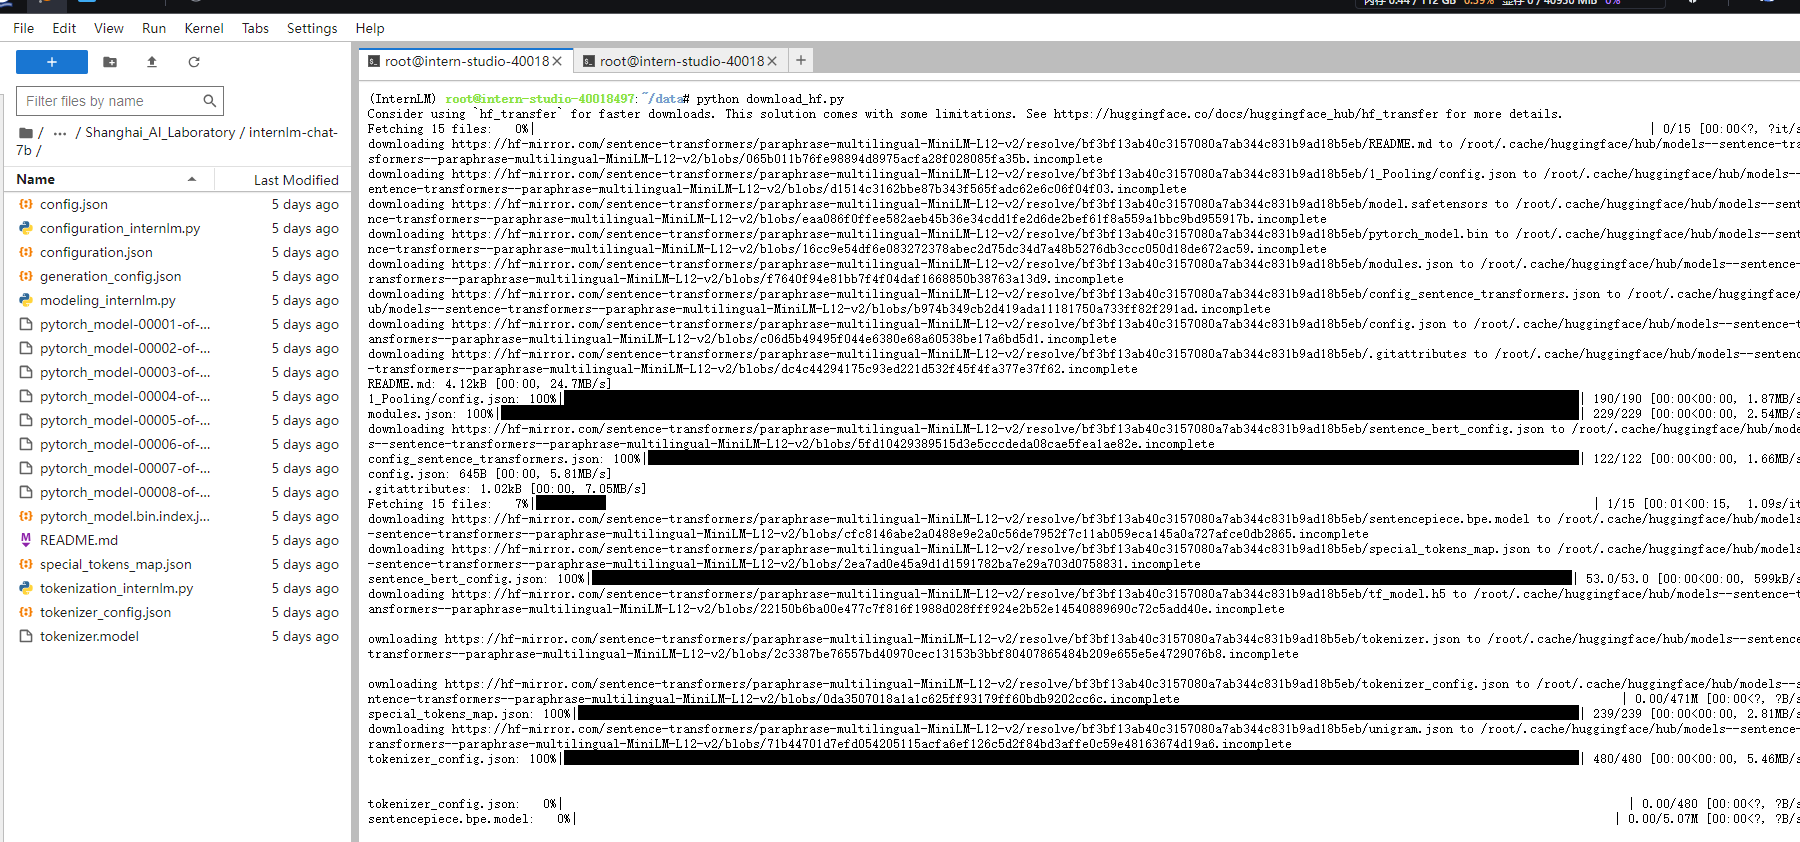 内存 0.44 / 112 GB 0.39% 显存 0 / 40950 MiB 0%
File Edit View Run Kernel Tabs Settings Help
+
Filter files by name
/ ··· / Shanghai_AI_Laboratory / internlm-chat-
7b /
Name Last Modified
config.json 5 days ago
configuration_internlm.py 5 days ago
configuration.json 5 days ago
generation_config.json 5 days ago
modeling_internlm.py 5 days ago
pytorch_model-00001-of-... 5 days ago
pytorch_model-00002-of-... 5 days ago
pytorch_model-00003-of-... 5 days ago
pytorch_model-00004-of-... 5 days ago
pytorch_model-00005-of-... 5 days ago
pytorch_model-00006-of-... 5 days ago
pytorch_model-00007-of-... 5 days ago
pytorch_model-00008-of-... 5 days ago
pytorch_model.bin.index.j... 5 days ago
README.md 5 days ago
special_tokens_map.json 5 days ago
tokenization_internlm.py 5 days ago
tokenizer_config.json 5 days ago
tokenizer.model 5 days ago
root@intern-studio-40018 × root@intern-studio-40018 × +
(InternLM) root@intern-studio-40018497:~/data# python download_hf.py
Consider using `hf_transfer` for faster downloads. This solution comes with some limitations. See https://huggingface.co/docs/huggingface_hub/hf_transfer for more details.
Fetching 15 files: 0%| | 0/15 [00:00<?, ?it/s
downloading https://hf-mirror.com/sentence-transformers/paraphrase-multilingual-MiniLM-L12-v2/resolve/bf3bf13ab40c3157080a7ab344c831b9ad18b5eb/README.md to /root/.cache/huggingface/hub/models--sentence-tra
sformers--paraphrase-multilingual-MiniLM-L12-v2/blobs/065b011b76fe98894d8975acfa28f028085fa35b.incomplete
downloading https://hf-mirror.com/sentence-transformers/paraphrase-multilingual-MiniLM-L12-v2/resolve/bf3bf13ab40c3157080a7ab344c831b9ad18b5eb/1_Pooling/config.json to /root/.cache/huggingface/hub/models--
entence-transformers--paraphrase-multilingual-MiniLM-L12-v2/blobs/d1514c3162bbe87b343f565fadc62e6c06f04f03.incomplete
downloading https://hf-mirror.com/sentence-transformers/paraphrase-multilingual-MiniLM-L12-v2/resolve/bf3bf13ab40c3157080a7ab344c831b9ad18b5eb/model.safetensors to /root/.cache/huggingface/hub/models--sent
nce-transformers--paraphrase-multilingual-MiniLM-L12-v2/blobs/eaa086f0ffee582aeb45b36e34cdd1fe2d6de2bef61f8a559a1bbc9bd955917b.incomplete
downloading https://hf-mirror.com/sentence-transformers/paraphrase-multilingual-MiniLM-L12-v2/resolve/bf3bf13ab40c3157080a7ab344c831b9ad18b5eb/pytorch_model.bin to /root/.cache/huggingface/hub/models--sent
nce-transformers--paraphrase-multilingual-MiniLM-L12-v2/blobs/16cc9e54df6e083272378abec2d75dc34d7a48b5276db3ccc050d18de672ac59.incomplete
downloading https://hf-mirror.com/sentence-transformers/paraphrase-multilingual-MiniLM-L12-v2/resolve/bf3bf13ab40c3157080a7ab344c831b9ad18b5eb/modules.json to /root/.cache/huggingface/hub/models--sentence-
transformers--paraphrase-multilingual-MiniLM-L12-v2/blobs/f7640f94e81bb7f4f04daf1668850b38763a13d9.incomplete
downloading https://hf-mirror.com/sentence-transformers/paraphrase-multilingual-MiniLM-L12-v2/resolve/bf3bf13ab40c3157080a7ab344c831b9ad18b5eb/config_sentence_transformers.json to /root/.cache/huggingface/
ub/models--sentence-transformers--paraphrase-multilingual-MiniLM-L12-v2/blobs/b974b349cb2d419ada11181750a733ff82f291ad.incomplete
downloading https://hf-mirror.com/sentence-transformers/paraphrase-multilingual-MiniLM-L12-v2/resolve/bf3bf13ab40c3157080a7ab344c831b9ad18b5eb/config.json to /root/.cache/huggingface/hub/models--sentence-t
ansformers--paraphrase-multilingual-MiniLM-L12-v2/blobs/c06d5b49495f044e6380e68a60538be17a6bd5d1.incomplete
downloading https://hf-mirror.com/sentence-transformers/paraphrase-multilingual-MiniLM-L12-v2/resolve/bf3bf13ab40c3157080a7ab344c831b9ad18b5eb/.gitattributes to /root/.cache/huggingface/hub/models--sentenc
-transformers--paraphrase-multilingual-MiniLM-L12-v2/blobs/dc4c44294175c93ed221d532f45f4fa377e37f62.incomplete
README.md: 4.12kB [00:00, 24.7MB/s]
1_Pooling/config.json: 100%| | 190/190 [00:00<00:00, 1.87MB/s
modules.json: 100%| | 229/229 [00:00<00:00, 2.54MB/s
downloading https://hf-mirror.com/sentence-transformers/paraphrase-multilingual-MiniLM-L12-v2/resolve/bf3bf13ab40c3157080a7ab344c831b9ad18b5eb/sentence_bert_config.json to /root/.cache/huggingface/hub/mode
s--sentence-transformers--paraphrase-multilingual-MiniLM-L12-v2/blobs/5fd10429389515d3e5cccdeda08cae5fea1ae82e.incomplete
config_sentence_transformers.json: 100%| | 122/122 [00:00<00:00, 1.66MB/s
config.json: 645B [00:00, 5.81MB/s]
.gitattributes: 1.02kB [00:00, 7.05MB/s]
Fetching 15 files: 7%| | 1/15 [00:01<00:15, 1.09s/it
downloading https://hf-mirror.com/sentence-transformers/paraphrase-multilingual-MiniLM-L12-v2/resolve/bf3bf13ab40c3157080a7ab344c831b9ad18b5eb/sentencepiece.bpe.model to /root/.cache/huggingface/hub/models
-sentence-transformers--paraphrase-multilingual-MiniLM-L12-v2/blobs/cfc8146abe2a0488e9e2a0c56de7952f7c11ab059eca145a0a727afce0db2865.incomplete
downloading https://hf-mirror.com/sentence-transformers/paraphrase-multilingual-MiniLM-L12-v2/resolve/bf3bf13ab40c3157080a7ab344c831b9ad18b5eb/special_tokens_map.json to /root/.cache/huggingface/hub/models
-sentence-transformers--paraphrase-multilingual-MiniLM-L12-v2/blobs/2ea7ad0e45a9d1d1591782ba7e29a703d0758831.incomplete
sentence_bert_config.json: 100%| | 53.0/53.0 [00:00<00:00, 599kB/s
downloading https://hf-mirror.com/sentence-transformers/paraphrase-multilingual-MiniLM-L12-v2/resolve/bf3bf13ab40c3157080a7ab344c831b9ad18b5eb/tf_model.h5 to /root/.cache/huggingface/hub/models--sentence-t
ansformers--paraphrase-multilingual-MiniLM-L12-v2/blobs/22150b6ba00e477c7f816f1988d028fff924e2b52e14540889690c72c5add40e.incomplete
ownloading https://hf-mirror.com/sentence-transformers/paraphrase-multilingual-MiniLM-L12-v2/resolve/bf3bf13ab40c3157080a7ab344c831b9ad18b5eb/tokenizer.json to /root/.cache/huggingface/hub/models--sentence
transformers--paraphrase-multilingual-MiniLM-L12-v2/blobs/2c3387be76557bd40970cec13153b3bbf80407865484b209e655e5e4729076b8.incomplete
ownloading https://hf-mirror.com/sentence-transformers/paraphrase-multilingual-MiniLM-L12-v2/resolve/bf3bf13ab40c3157080a7ab344c831b9ad18b5eb/tokenizer_config.json to /root/.cache/huggingface/hub/models--s
ntence-transformers--paraphrase-multilingual-MiniLM-L12-v2/blobs/0da3507018a1a1c625ff93179ff60bdb9202cc6c.incomplete | 0.00/471M [00:00<?, ?B/s
special_tokens_map.json: 100%| | 239/239 [00:00<00:00, 2.81MB/s
downloading https://hf-mirror.com/sentence-transformers/paraphrase-multilingual-MiniLM-L12-v2/resolve/bf3bf13ab40c3157080a7ab344c831b9ad18b5eb/unigram.json to /root/.cache/huggingface/hub/models--sentence-
ransformers--paraphrase-multilingual-MiniLM-L12-v2/blobs/71b44701d7efd054205115acfa6ef126c5d2f84bd3affe0c59e48163674d19a6.incomplete
tokenizer_config.json: 100%| | 480/480 [00:00<00:00, 5.46MB/s
tokenizer_config.json: 0%| | 0.00/480 [00:00<?, ?B/s
sentencepiece.bpe.model: 0%| | 0.00/5.07M [00:00<?, ?B/s